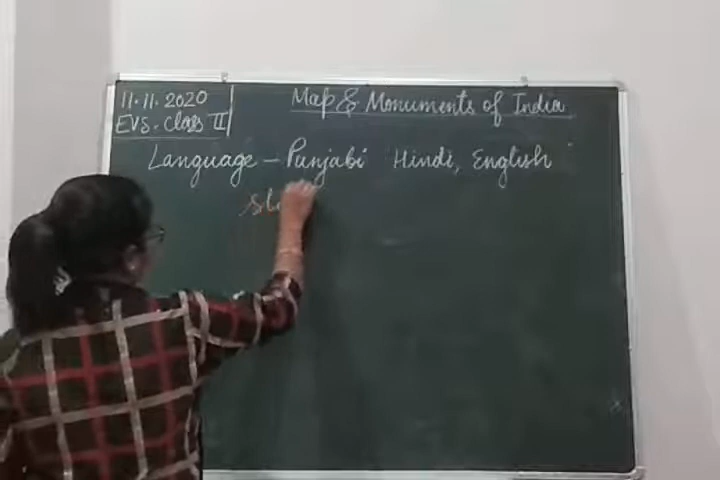 11.11.2020
EVS. Class II
Map & Monuments of India
Language - Punjabi Hindi, English